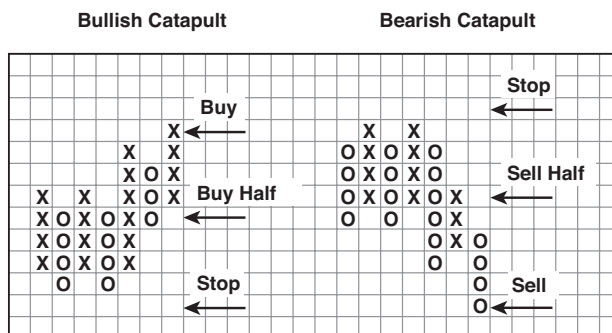 Bullish Catapult Bearish Catapult
Stop
Buy
X X X
X X O X O X O
X O X O X O X O
Sell Half
X X X O X O X O X O X
Buy Half
X O X O X O O O O X
X O X O X O X O
X O X O X O O
O O O
Stop Sell
O